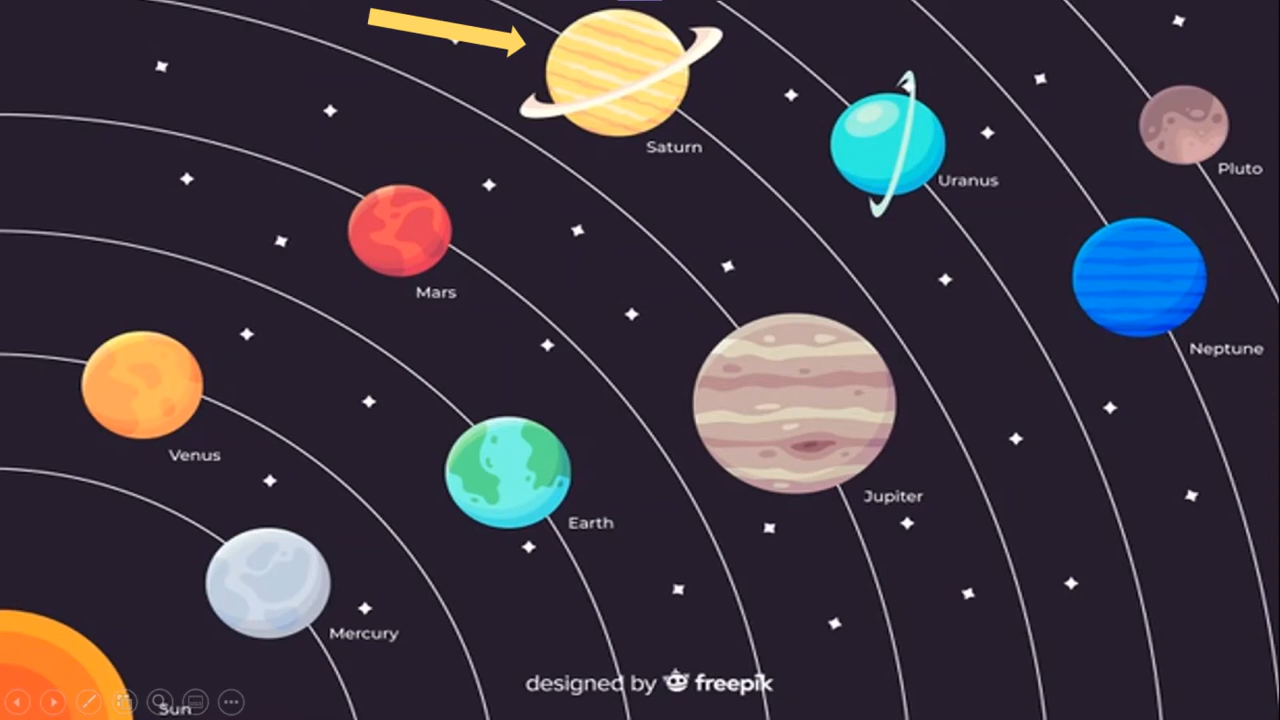 Saturn
Uranus
Pluto
Mars
Neptune
Venus
Jupiter
Earth
Mercury
designed by freepik
Sun